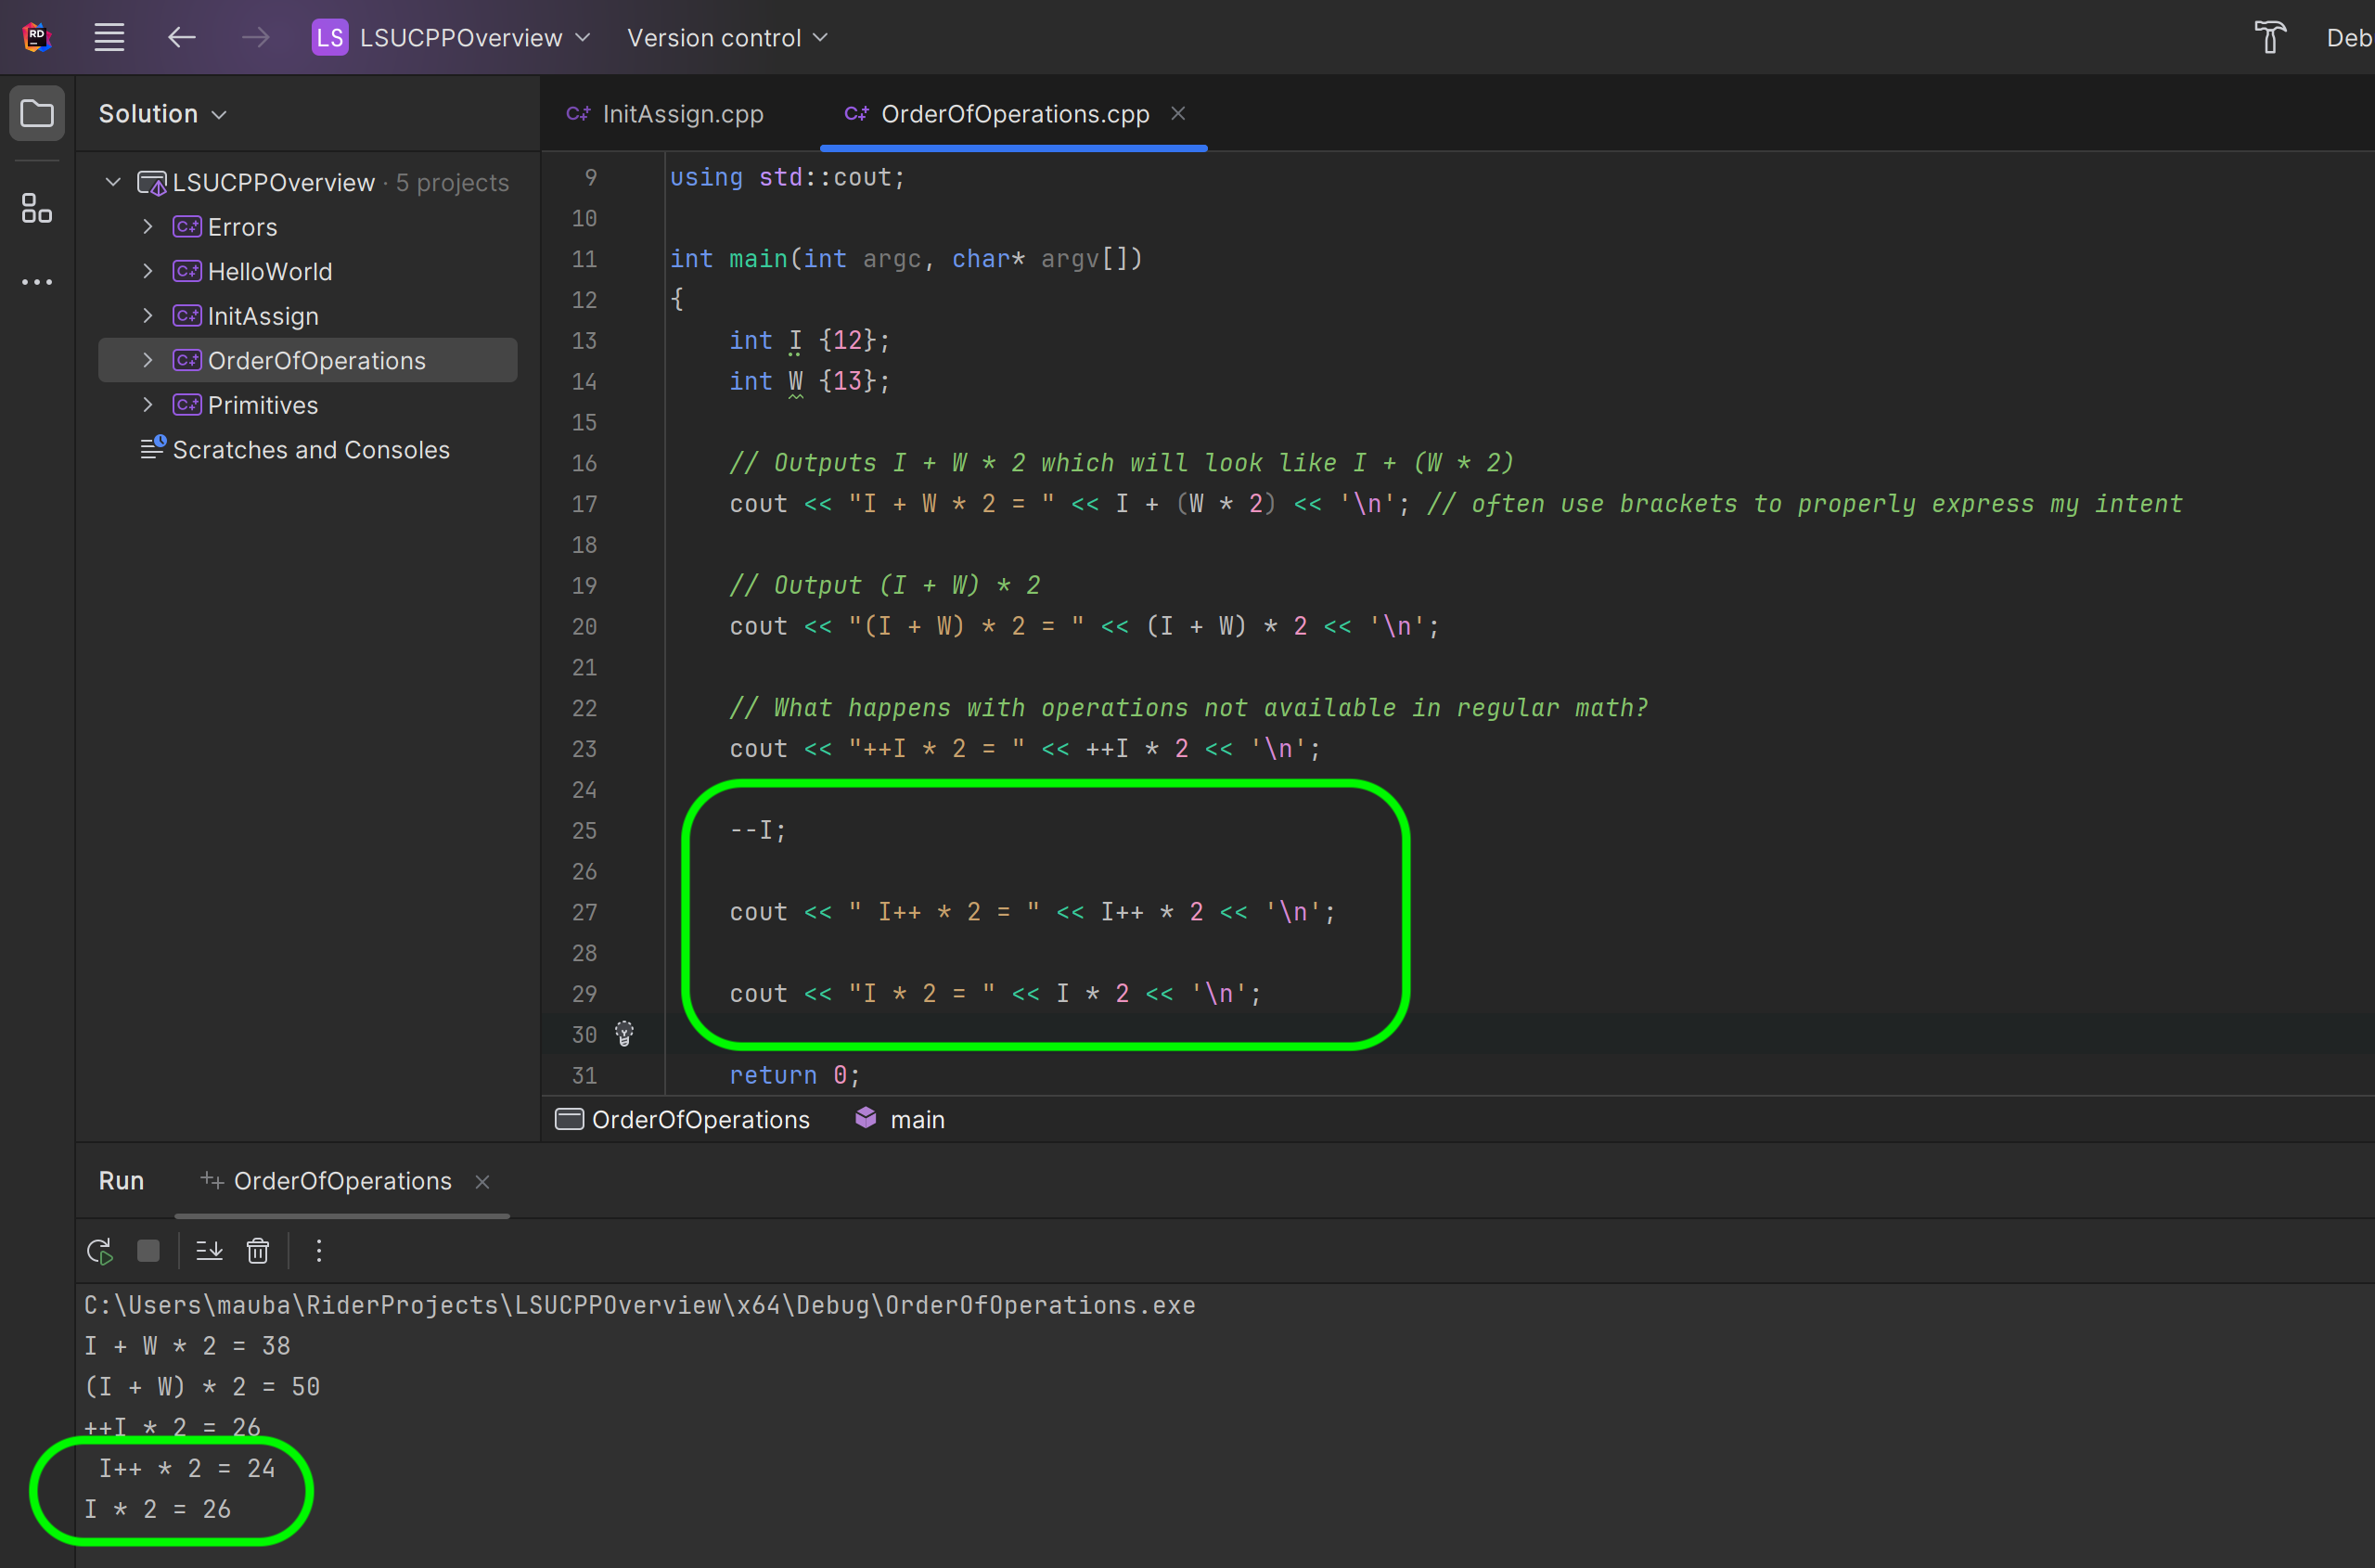 RD
LS LSUCPPOverview Version control Deb
Solution
LSUCPPOverview · 5 projects
Errors
HelloWorld
InitAssign
OrderOfOperations
Primitives
Scratches and Consoles
InitAssign.cpp OrderOfOperations.cpp
9 using std::cout;
10
11 int main(int argc, char* argv[])
12 {
13 int I {12};
14 int W {13};
15
16 // Outputs I + W * 2 which will look like I + (W * 2)
17 cout << "I + W * 2 = " << I + (W * 2) << '\n'; // often use brackets to properly express my intent
18
19 // Output (I + W) * 2
20 cout << "(I + W) * 2 = " << (I + W) * 2 << '\n';
21
22 // What happens with operations not available in regular math?
23 cout << "++I * 2 = " << ++I * 2 << '\n';
24
25 --I;
26
27 cout << " I++ * 2 = " << I++ * 2 << '\n';
28
29 cout << "I * 2 = " << I * 2 << '\n';
30
31 return 0;
OrderOfOperations main
Run OrderOfOperations
C:\Users\mauba\RiderProjects\LSUCPPOverview\x64\Debug\OrderOfOperations.exe
I + W * 2 = 38
(I + W) * 2 = 50
++I * 2 = 26
I++ * 2 = 24
I * 2 = 26